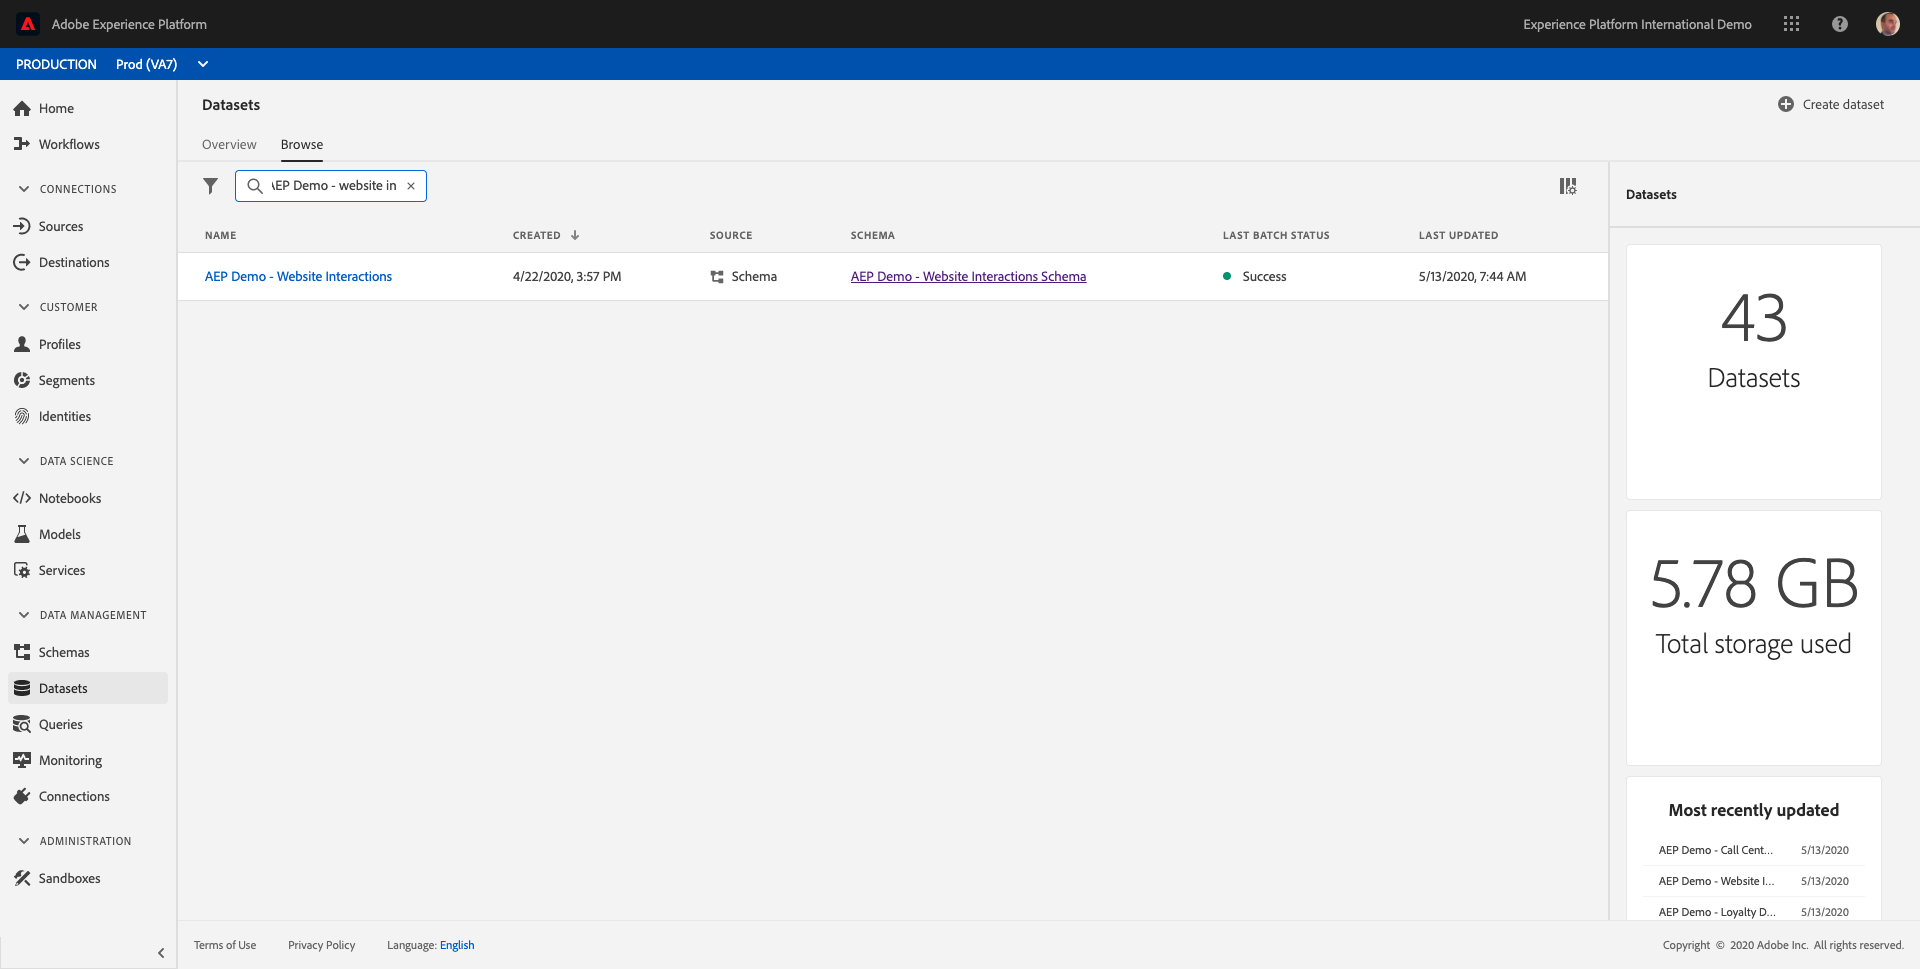 Adobe Experience Platform
Experience Platform International Demo
PRODUCTION Prod (VA7)
Home
Workflows
CONNECTIONS
Sources
Destinations
CUSTOMER
Profiles
Segments
Identities
DATA SCIENCE
Notebooks
Models
Services
DATA MANAGEMENT
Schemas
Datasets
Queries
Monitoring
Connections
ADMINISTRATION
Sandboxes
Datasets
Create dataset
Overview Browse
AEP Demo - website in
NAME CREATED SOURCE SCHEMA LAST BATCH STATUS LAST UPDATED
AEP Demo - Website Interactions 4/22/2020, 3:57 PM Schema AEP Demo - Website Interactions Schema Success 5/13/2020, 7:44 AM
Datasets
43
Datasets
5.78 GB
Total storage used
Most recently updated
AEP Demo - Call Cent... 5/13/2020
AEP Demo - Website I... 5/13/2020
AEP Demo - Loyalty D... 5/13/2020
Terms of Use Privacy Policy Language: English
Copyright © 2020 Adobe Inc. All rights reserved.